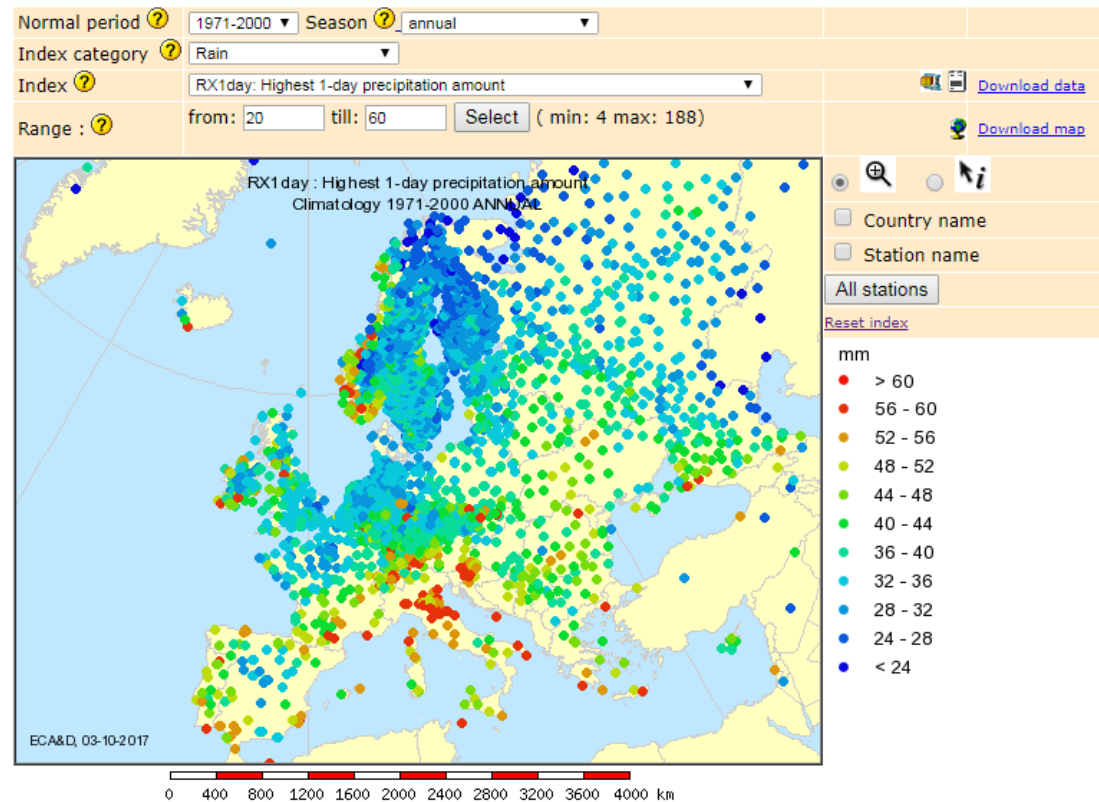 Normal period ? 1971-2000 ▼ Season ? annual ▼
Index category ? Rain ▼
Index ? RX1day: Highest 1-day precipitation amount ▼ Download data
Range : ? from: 20 till: 60 Select ( min: 4 max: 188) Download map
RX1day : Highest 1-day precipitation amount
Climatology 1971-2000 ANNUAL
ECA&D, 03-10-2017
0 400 800 1200 1600 2000 2400 2800 3200 3600 4000 km
i
Country name
Station name
All stations
Reset index
mm
> 60
56 - 60
52 - 56
48 - 52
44 - 48
40 - 44
36 - 40
32 - 36
28 - 32
24 - 28
< 24